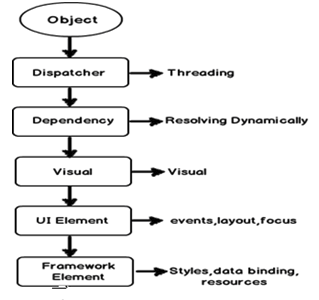 Object
Dispatcher
Threading
Dependency
Resolving Dynamically
Visual
Visual
UI Element
events,layout,focus
Framework
Element
Styles,data binding,
resources